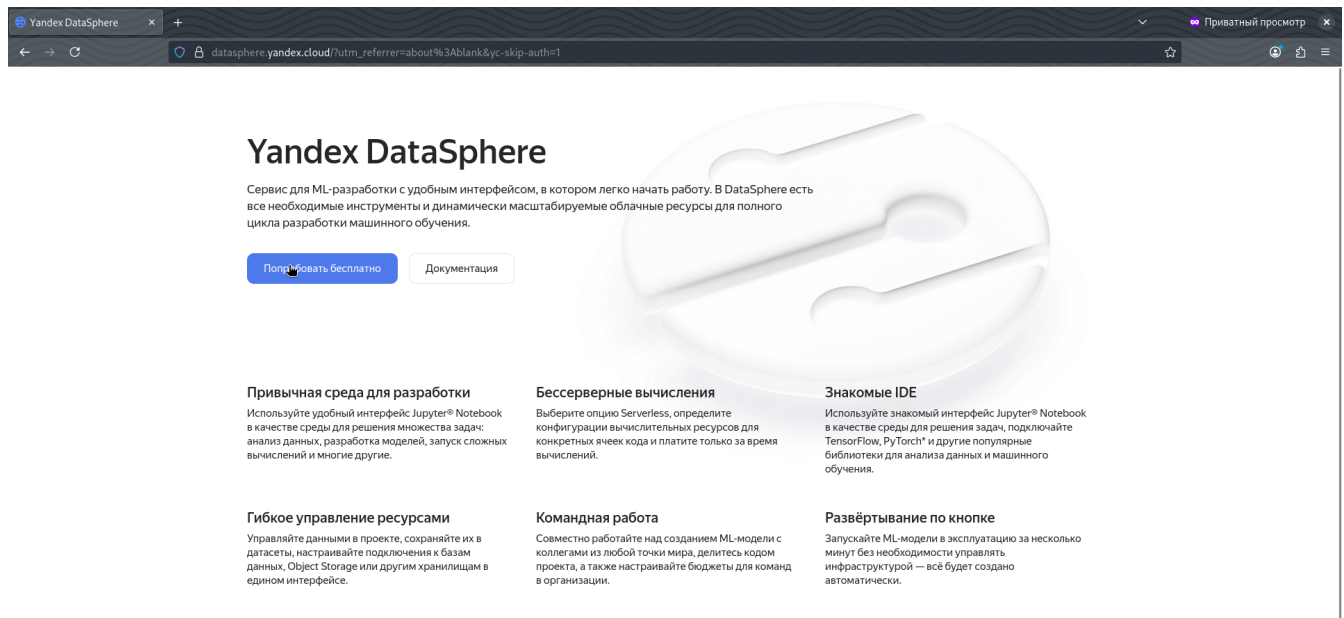 Yandex DataSphere
Приватный просмотр
datasphere.yandex.cloud/?utm_referrer=about%3Ablank&yc-skip-auth=1
Yandex DataSphere
Сервис для ML-разработки с удобным интерфейсом, в котором легко начать работу. В DataSphere есть
все необходимые инструменты и динамически масштабируемые облачные ресурсы для полного
цикла разработки машинного обучения.
Попробовать бесплатно
Документация
Привычная среда для разработки
Используйте удобный интерфейс Jupyter® Notebook
в качестве среды для решения множества задач:
анализ данных, разработка моделей, запуск сложных
вычислений и многие другие.
Бессерверные вычисления
Выберите опцию Serverless, определите
конфигурации вычислительных ресурсов для
конкретных ячеек кода и платите только за время
вычислений.
Знакомые IDE
Используйте знакомый интерфейс Jupyter® Notebook
в качестве среды для решения задач, подключайте
TensorFlow, PyTorch* и другие популярные
библиотеки для анализа данных и машинного
обучения.
Гибкое управление ресурсами
Управляйте данными в проекте, сохраняйте их в
датасеты, настраивайте подключения к базам
данных, Object Storage или другим хранилищам в
едином интерфейсе.
Командная работа
Совместно работайте над созданием ML-модели с
коллегами из любой точки мира, делитесь кодом
проекта, а также настраивайте бюджеты для команд
в организации.
Развёртывание по кнопке
Запускайте ML-модели в эксплуатацию за несколько
минут без необходимости управлять
инфраструктурой — всё будет создано
автоматически.